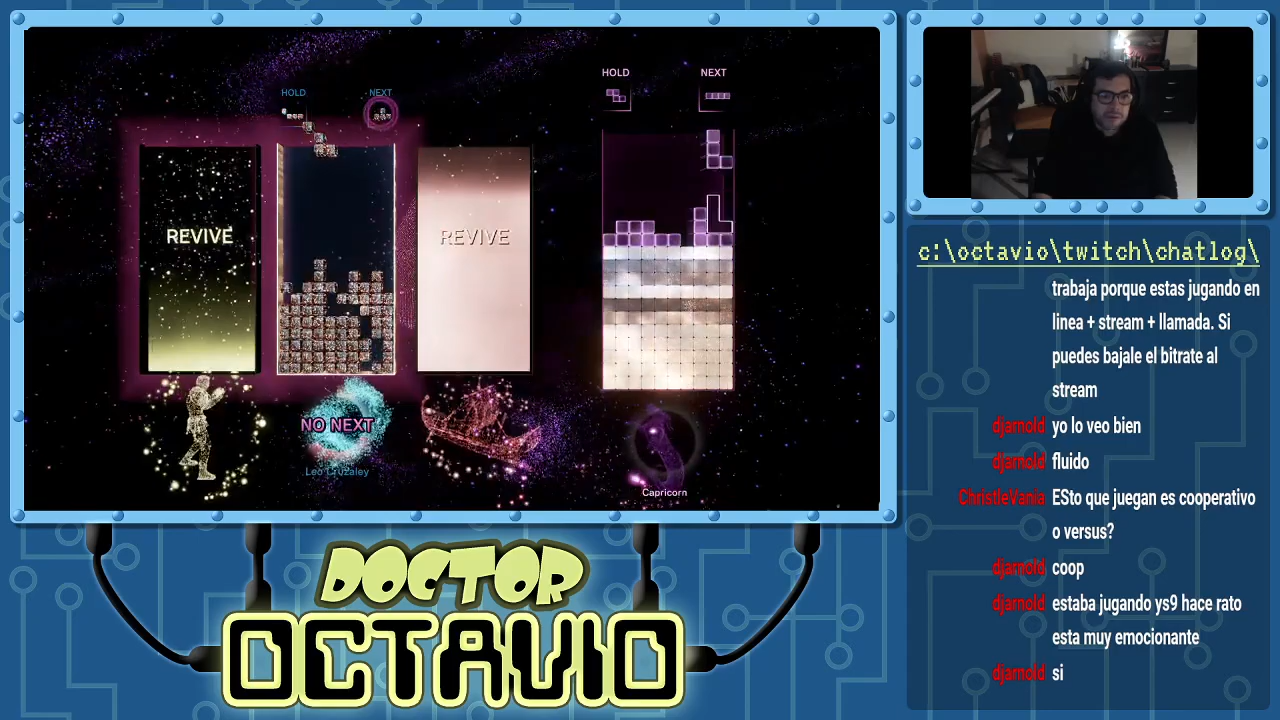 HOLD
NEXT
HOLD
NEXT
REVIVE
REVIVE
NO NEXT
Leo Cruzaley
Capricorn
DOCTOR
OCTAVIO
c:\octavio\twitch\chatlog\
trabaja porque estas jugando en
linea + stream + llamada. Si
puedes bajale el bitrate al
stream
djarnold yo lo veo bien
djarnold fluido
ChristleVania ESto que juegan es cooperativo
o versus?
djarnold coop
djarnold estaba jugando ys9 hace rato
esta muy emocionante
djarnold si